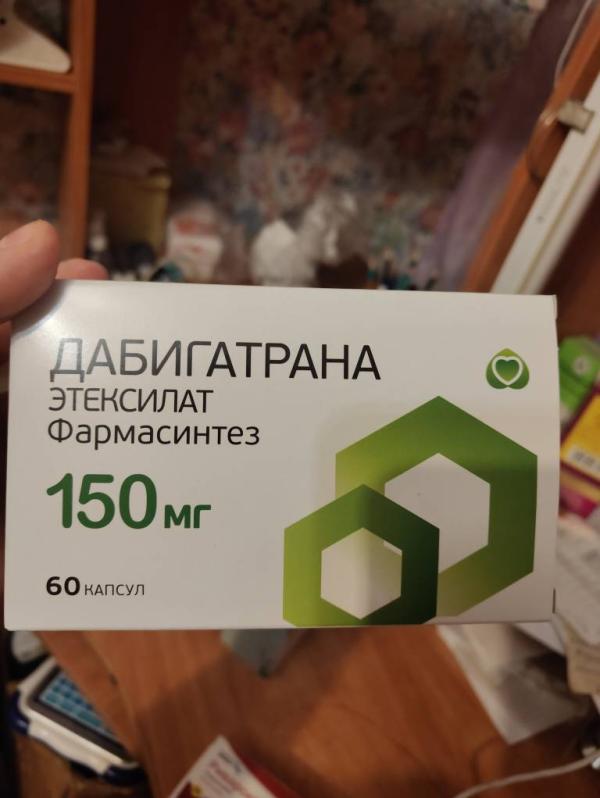 ДАБИГАТРАНА
ЭТЕКСИЛАТ
Фармасинтез
150 мг
60 КАПСУЛ